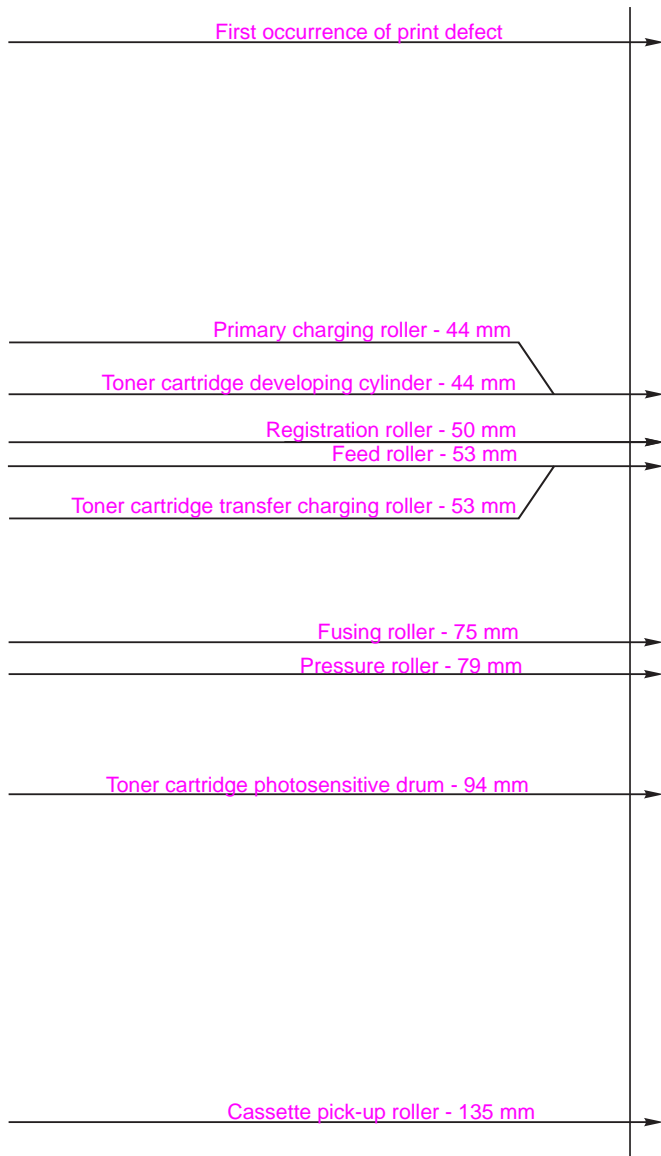 First occurrence of print defect
Primary charging roller - 44 mm
Toner cartridge developing cylinder - 44 mm
Registration roller - 50 mm
Feed roller - 53 mm
Toner cartridge transfer charging roller - 53 mm
Fusing roller - 75 mm
Pressure roller - 79 mm
Toner cartridge photosensitive drum - 94 mm
Cassette pick-up roller - 135 mm